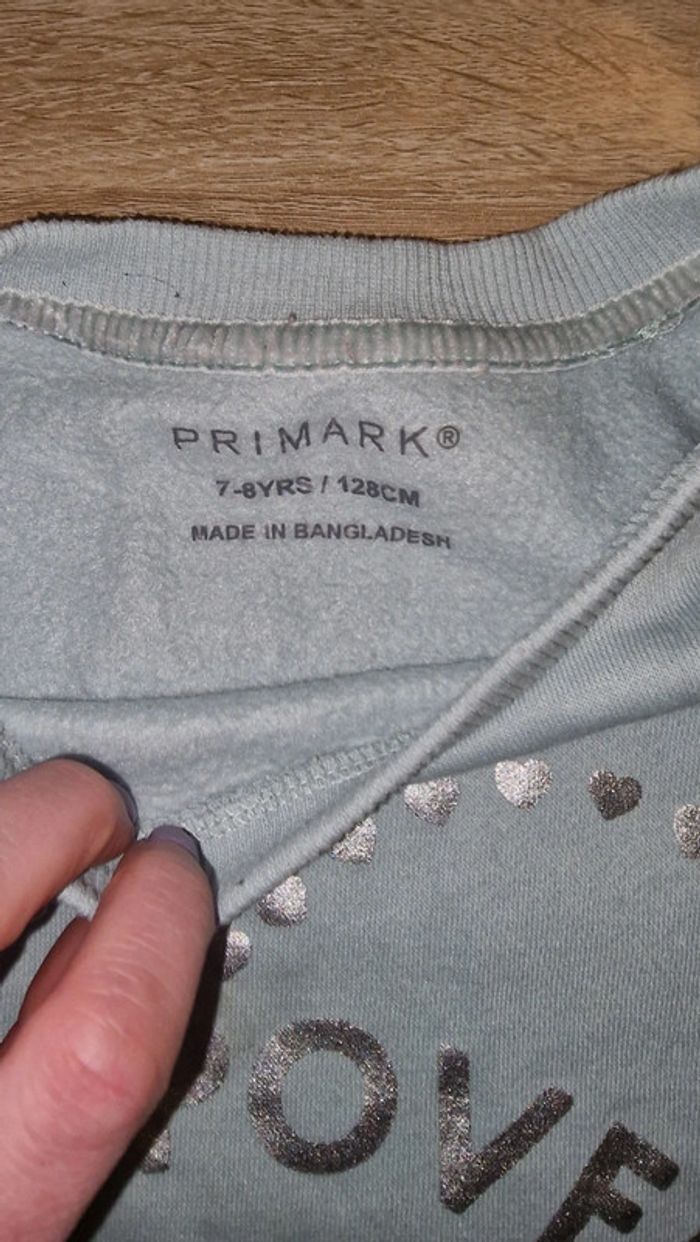 PRIMARK®
7-8YRS / 128CM
MADE IN BANGLADESH